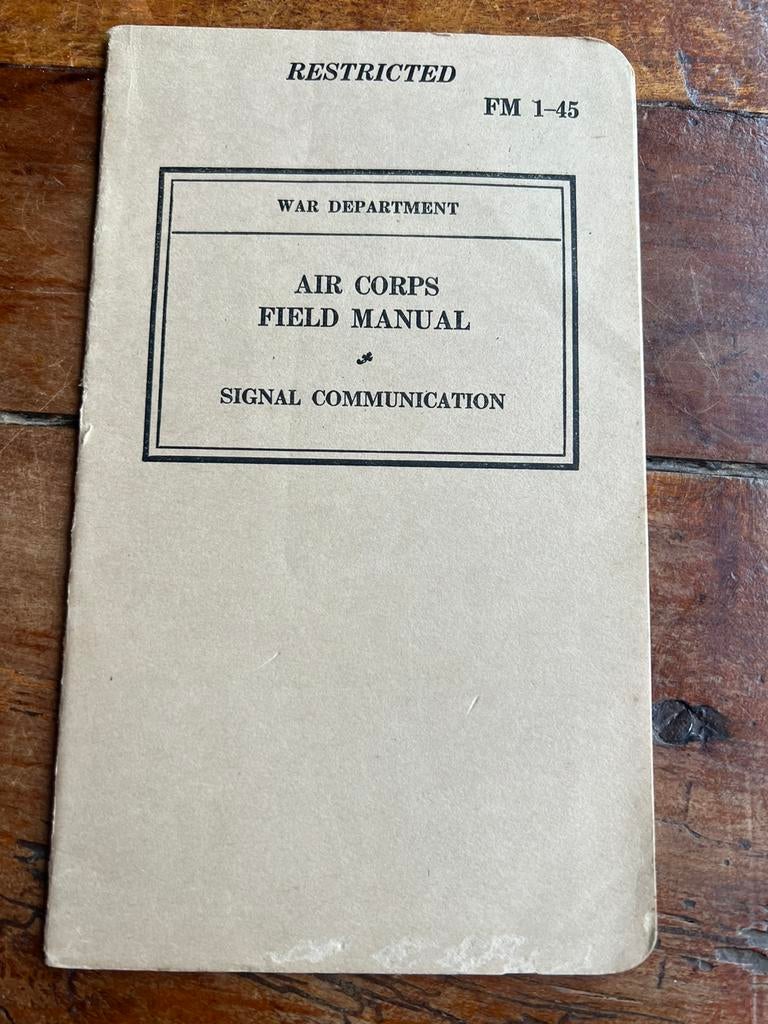 RESTRICTED
FM 1–45
WAR DEPARTMENT
AIR CORPS
FIELD MANUAL
SIGNAL COMMUNICATION